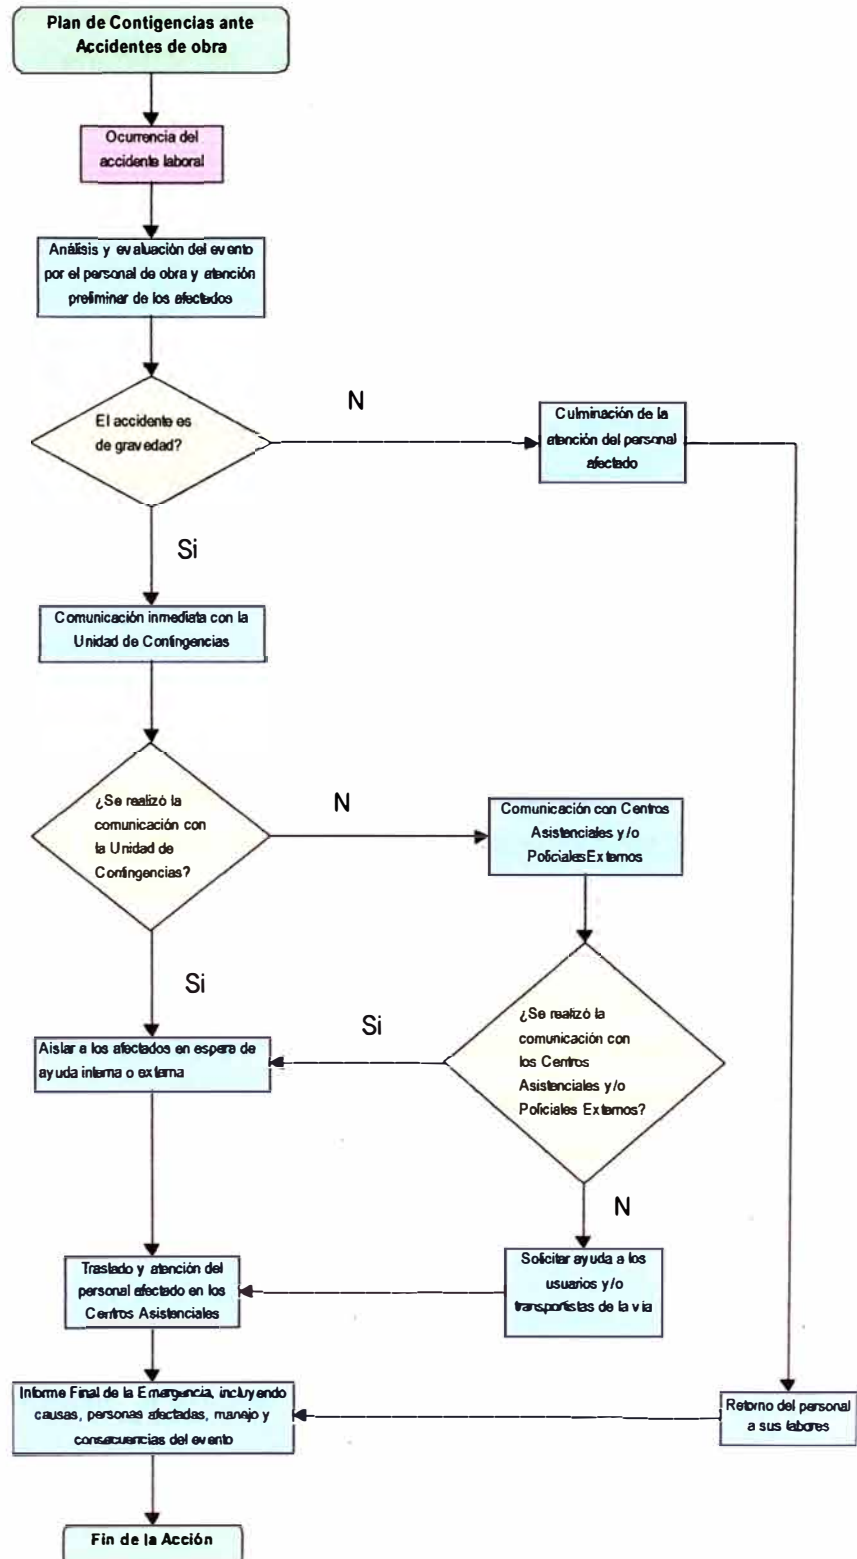 Plan de Contigencias ante
Accidentes de obra
Ocurrencia del
accidente laboral
Análisis y evaluación del evento
por el personal de obra y atención
preliminar de los afectados
El accidente es
de gravedad?
N
Culminación de la
atención del personal
afectado
Si
Comunicación inmediata con la
Unidad de Contingencias
¿Se realizó la
comunicación con
la Unidad de
Contingencias?
N
Comunicación con Centros
Asistenciales y/o
Policiales Externos
Si
Aislar a los afectados en espera de
ayuda interna o externa
Si
¿Se realizó la
comunicación con
los Centros
Asistenciales y/o
Policiales Externos?
N
Traslado y atención del
personal afectado en los
Centros Asistenciales
Solicitar ayuda a los
usuarios y/o
transportistas de la via
Informe Final de la Emergencia, incluyendo
causas, personas afectadas, manejo y
consecuencias del evento
Retorno del personal
a sus labores
Fin de la Acción